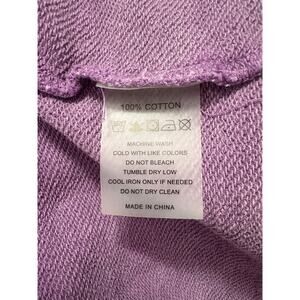 100% COTTON
MACHINE WASH
COLD WITH LIKE COLORS
DO NOT BLEACH
TUMBLE DRY LOW
COOL IRON ONLY IF NEEDED
DO NOT DRY CLEAN
MADE IN CHINA